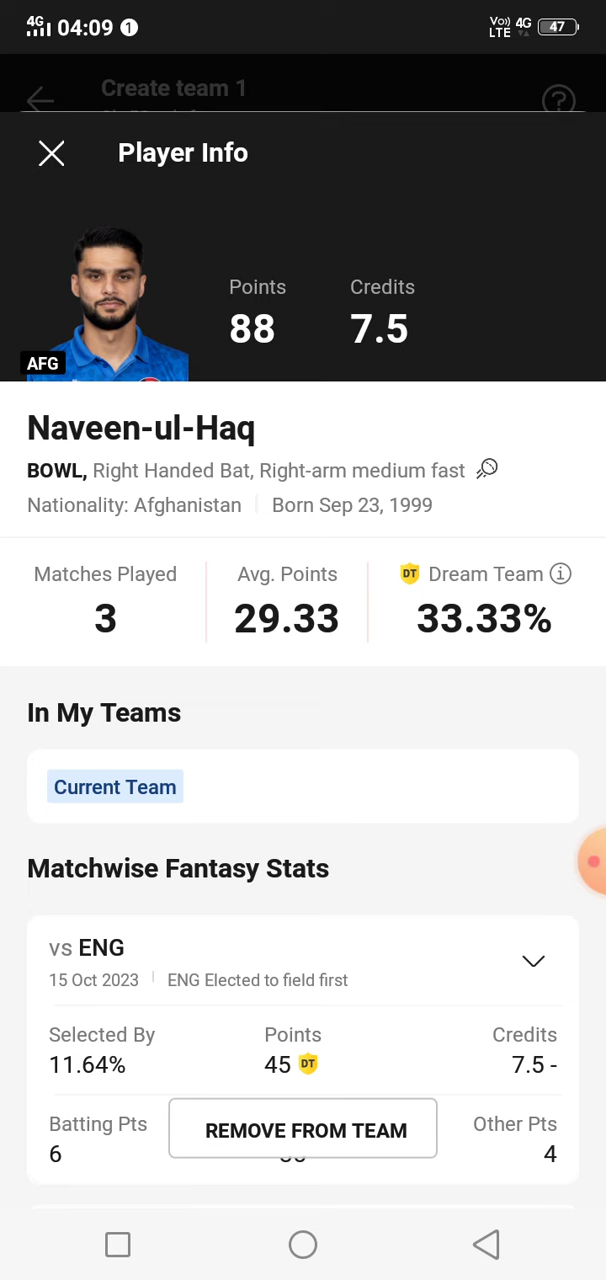 4G 04:09 1 Vo) 4G LTE 47
Create team 1
Player Info
Points Credits
88 7.5
AFG
Naveen-ul-Haq
BOWL, Right Handed Bat, Right-arm medium fast
Nationality: Afghanistan Born Sep 23, 1999
Matches Played Avg. Points DT Dream Team
3 29.33 33.33%
In My Teams
Current Team
Matchwise Fantasy Stats
vs ENG
15 Oct 2023 ENG Elected to field first
Selected By Points Credits
11.64% 45 DT 7.5 -
Batting Pts REMOVE FROM TEAM Other Pts
6 4